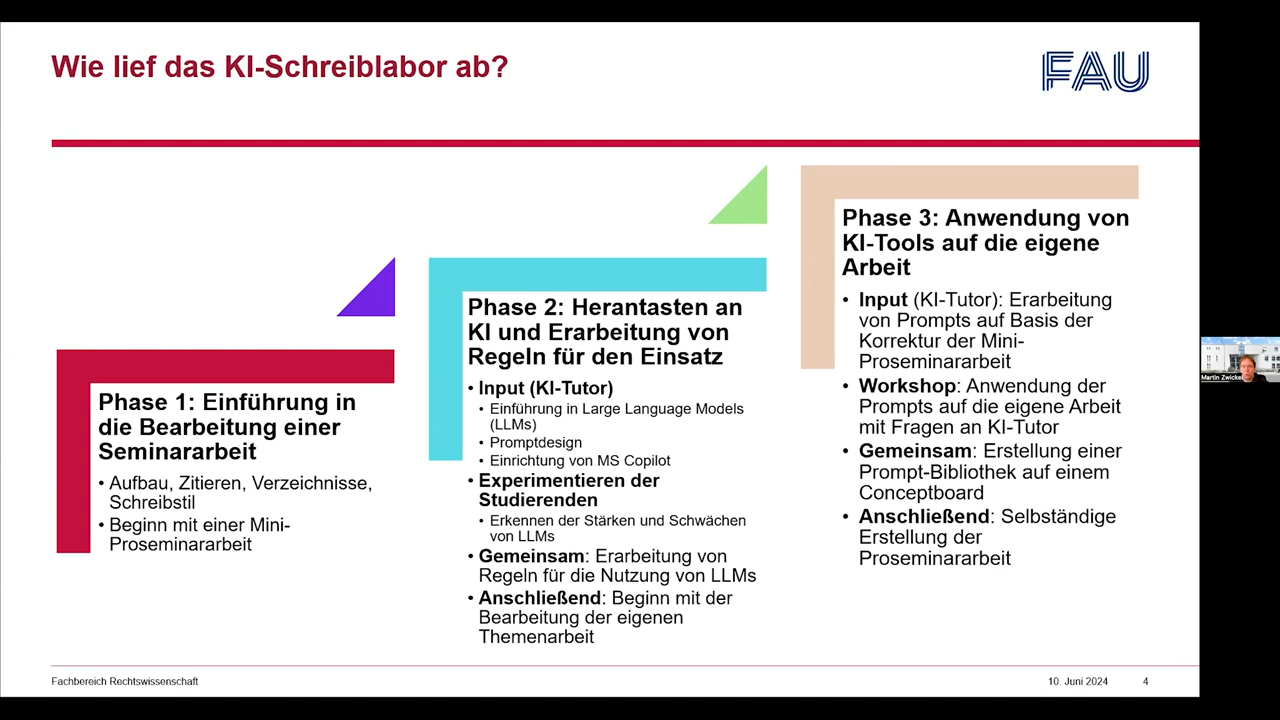 Wie lief das KI-Schreiblabor ab?
FAU
Phase 1: Einführung in
die Bearbeitung einer
Seminararbeit
• Aufbau, Zitieren, Verzeichnisse,
Schreibstil
• Beginn mit einer Mini-
Proseminararbeit
Phase 2: Herantasten an
KI und Erarbeitung von
Regeln für den Einsatz
• Input (KI-Tutor)
• Einführung in Large Language Models
(LLMs)
• Promptdesign
• Einrichtung von MS Copilot
• Experimentieren der
Studierenden
• Erkennen der Stärken und Schwächen
von LLMs
• Gemeinsam: Erarbeitung von
Regeln für die Nutzung von LLMs
• Anschließend: Beginn mit der
Bearbeitung der eigenen
Themenarbeit
Phase 3: Anwendung von
KI-Tools auf die eigene
Arbeit
• Input (KI-Tutor): Erarbeitung
von Prompts auf Basis der
Korrektur der Mini-
Proseminararbeit
• Workshop: Anwendung der
Prompts auf die eigene Arbeit
mit Fragen an KI-Tutor
• Gemeinsam: Erstellung einer
Prompt-Bibliothek auf einem
Conceptboard
• Anschließend: Selbständige
Erstellung der
Proseminararbeit
Martin Zwickel
Fachbereich Rechtswissenschaft
10. Juni 2024
4